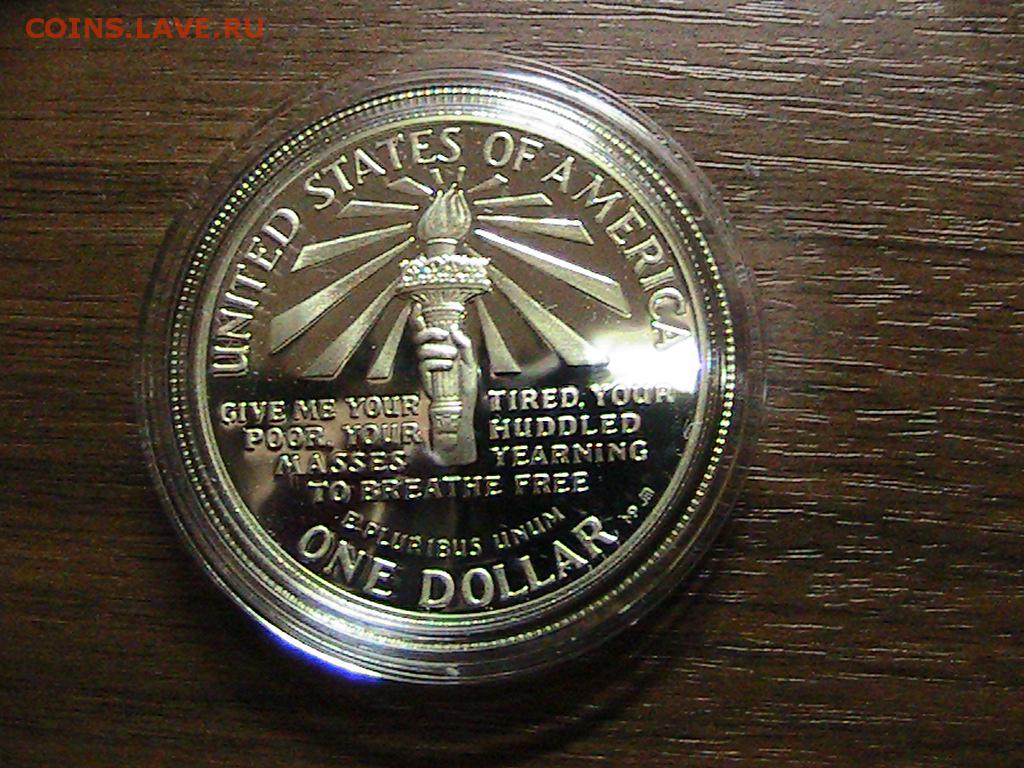 COINS.LAVE.RU
UNITED STATES OF AMERICA
GIVE ME YOUR TIRED, YOUR
POOR, YOUR HUDDLED
MASSES YEARNING
TO BREATHE FREE
E PLURIBUS UNUM
ONE DOLLAR